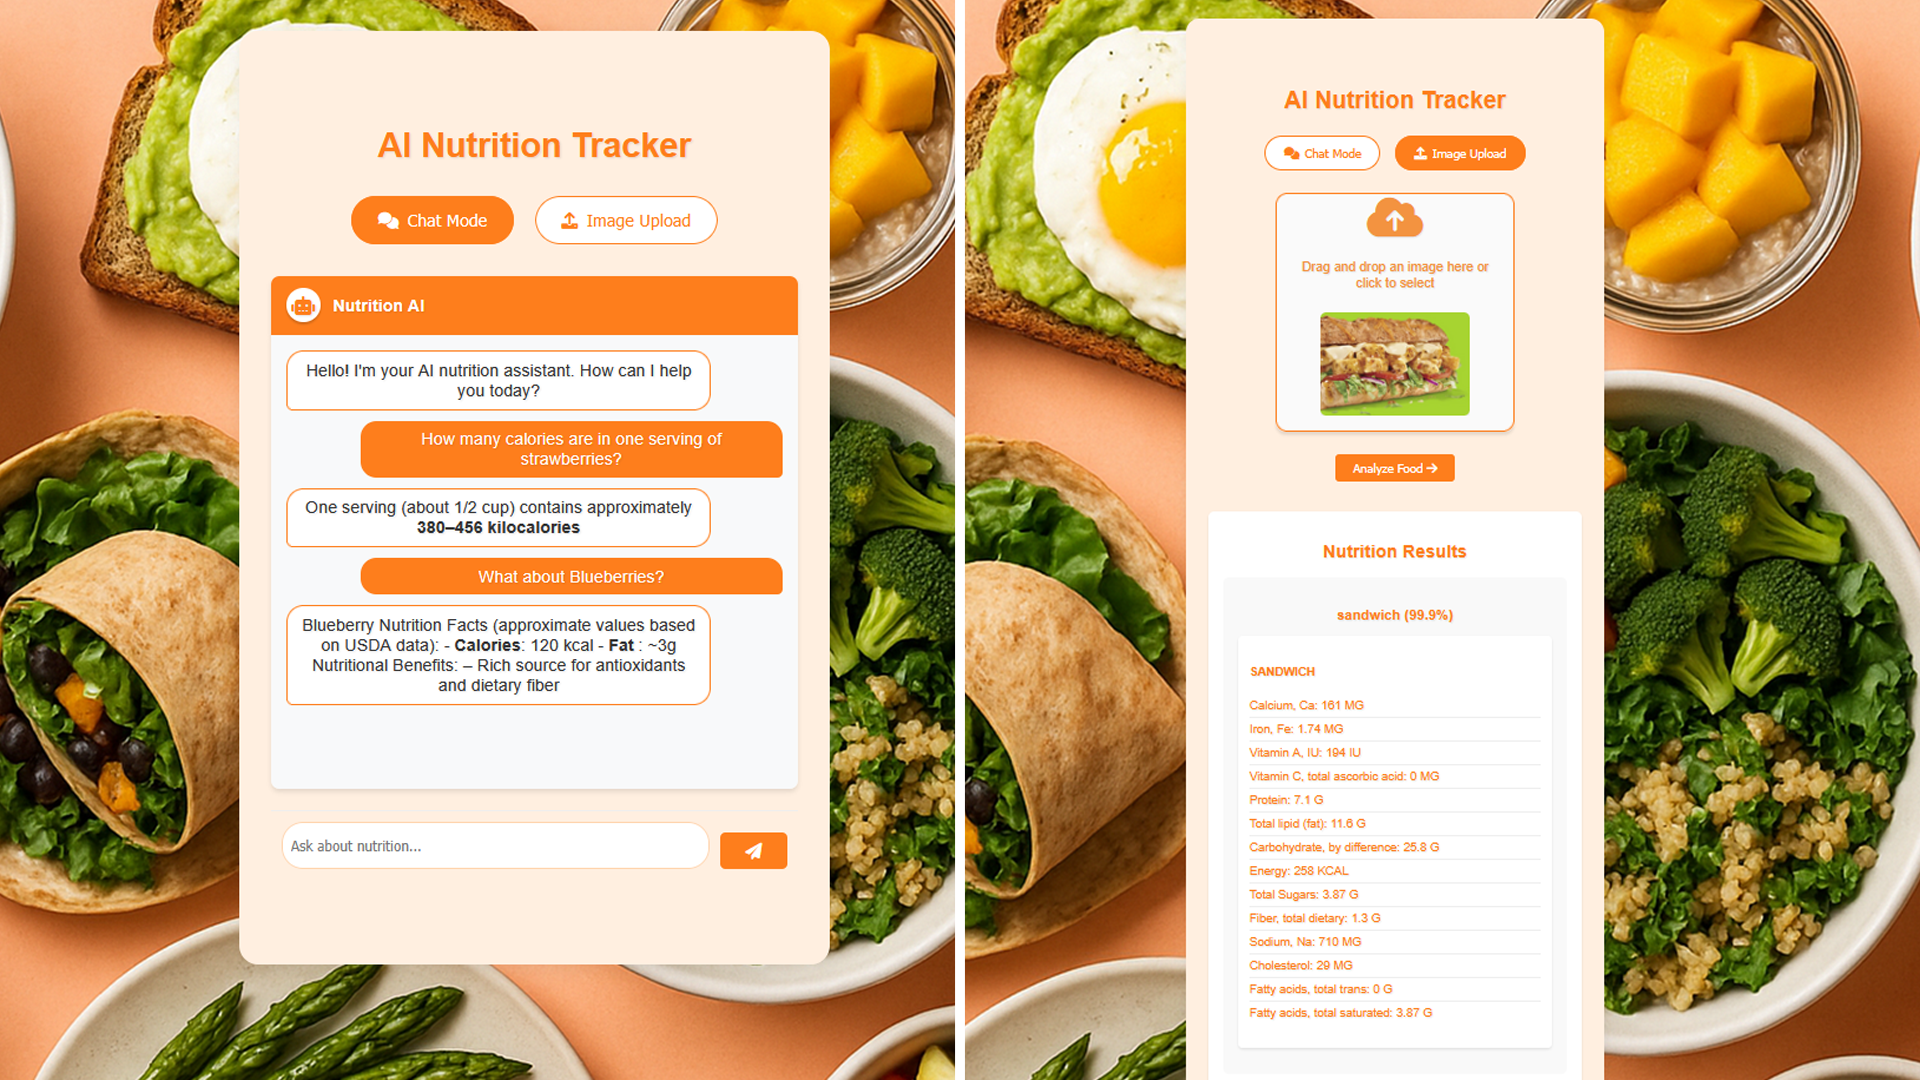 AI Nutrition Tracker
Chat Mode
Image Upload
Nutrition AI
Hello! I'm your AI nutrition assistant. How can I help
you today?
How many calories are in one serving of
strawberries?
One serving (about 1/2 cup) contains approximately
380–456 kilocalories
What about Blueberries?
Blueberry Nutrition Facts (approximate values based
on USDA data): - Calories: 120 kcal - Fat : ~3g
Nutritional Benefits: – Rich source for antioxidants
and dietary fiber
Ask about nutrition...
AI Nutrition Tracker
Chat Mode
Image Upload
Drag and drop an image here or
click to select
Analyze Food
Nutrition Results
sandwich (99.9%)
SANDWICH
Calcium, Ca: 161 MG
Iron, Fe: 1.74 MG
Vitamin A, IU: 194 IU
Vitamin C, total ascorbic acid: 0 MG
Protein: 7.1 G
Total lipid (fat): 11.6 G
Carbohydrate, by difference: 25.8 G
Energy: 258 KCAL
Total Sugars: 3.87 G
Fiber, total dietary: 1.3 G
Sodium, Na: 710 MG
Cholesterol: 29 MG
Fatty acids, total trans: 0 G
Fatty acids, total saturated: 3.87 G